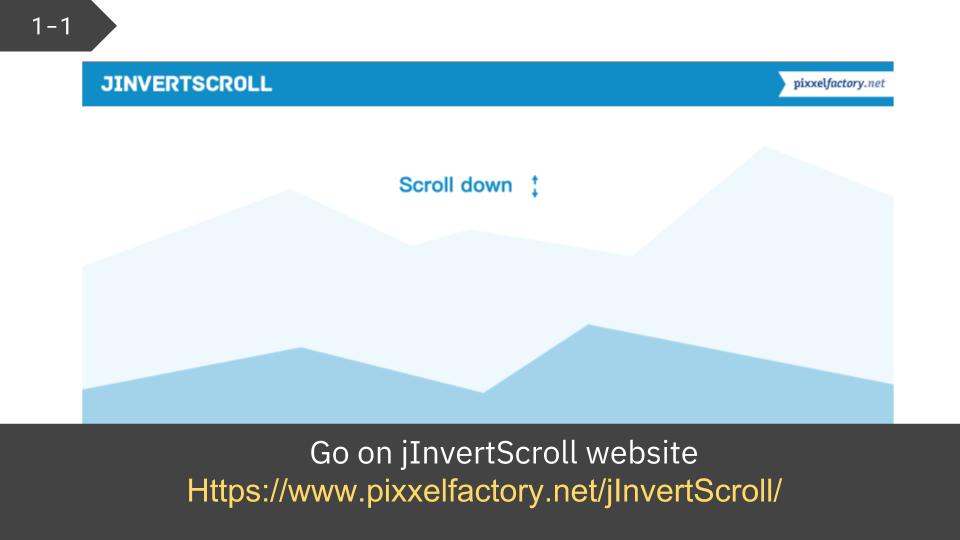 1-1
JINVERTSCROLL
pixxelfactory.net
Scroll down
Go on jInvertScroll website
Https://www.pixxelfactory.net/jInvertScroll/